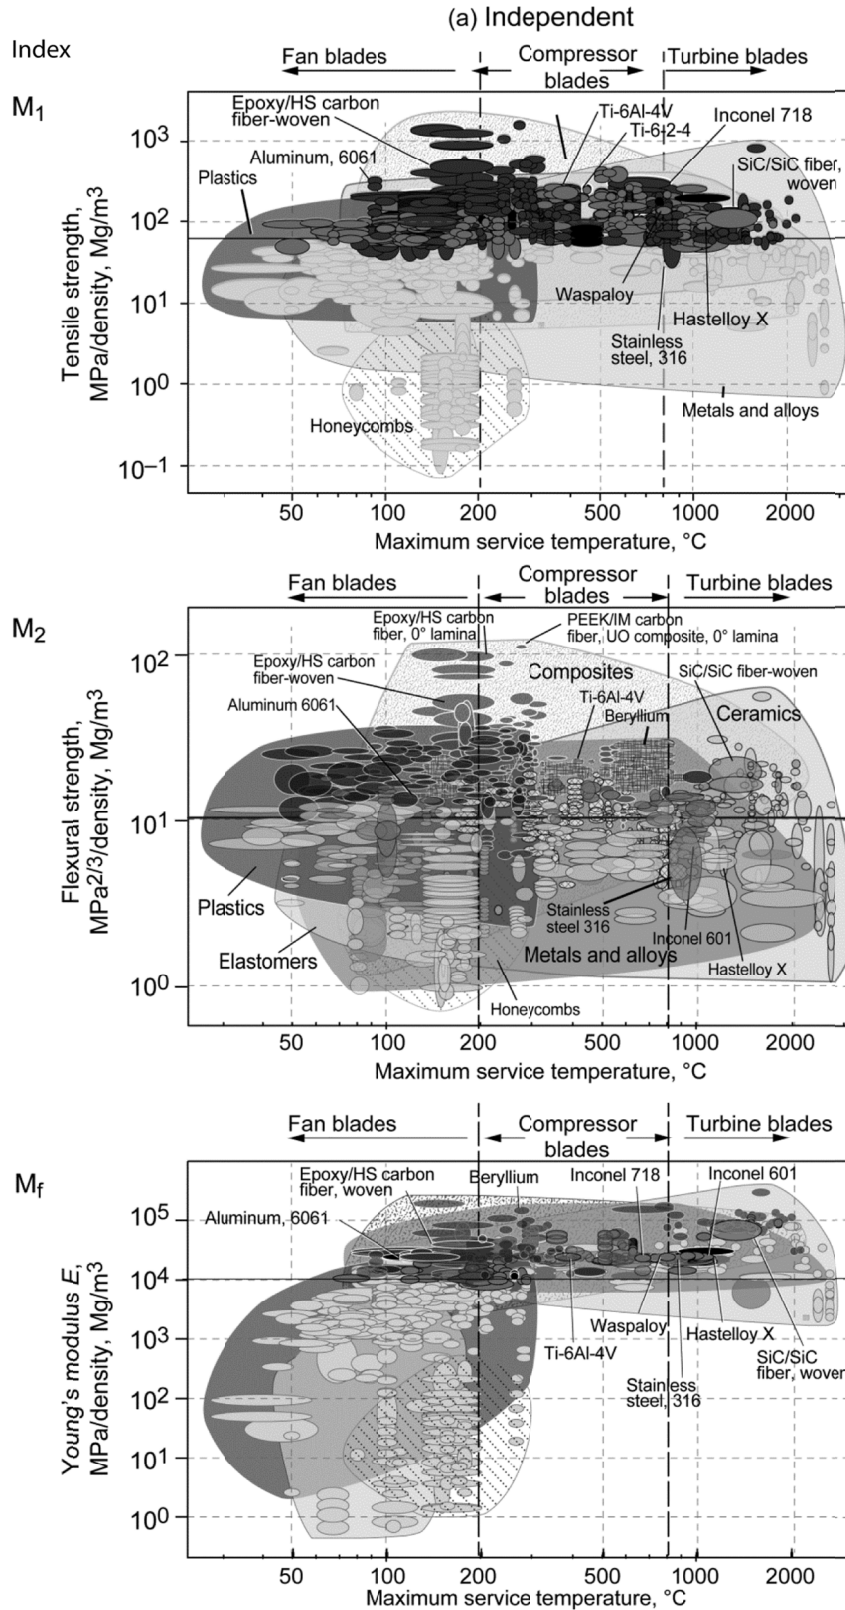 (a) Independent
Index
Fan blades
Compressor
blades
Turbine blades
M1
Epoxy/HS carbon
fiber-woven
Ti-6Al-4V
Ti-6-2-4
Inconel 718
Aluminum, 6061
Plastics
SiC/SiC fiber,
woven
Waspaloy
Hastelloy X
Stainless
steel, 316
Metals and alloys
Honeycombs
Tensile strength,
MPa/density, Mg/m3
10³
10²
10¹
10⁰
10⁻¹
50 100 200 500 1000 2000
Maximum service temperature, °C
Fan blades
Compressor
blades
Turbine blades
M2
Epoxy/HS carbon
fiber, 0° lamina
PEEK/IM carbon
fiber, UO composite, 0° lamina
Epoxy/HS carbon
fiber-woven
Composites
SiC/SiC fiber-woven
Aluminum 6061
Ti-6Al-4V
Beryllium
Ceramics
Plastics
Elastomers
Stainless
steel 316
Inconel 601
Metals and alloys
Hastelloy X
Honeycombs
Flexural strength,
MPa2/3/density, Mg/m3
10²
10¹
10⁰
50 100 200 500 1000 2000
Maximum service temperature, °C
Fan blades
Compressor
blades
Turbine blades
Mf
Epoxy/HS carbon
fiber, woven
Beryllium
Inconel 718
Inconel 601
Aluminum, 6061
Waspaloy
Hastelloy X
Ti-6Al-4V
SiC/SiC
fiber, woven
Stainless
steel, 316
Young's modulus E,
MPa/density, Mg/m3
10⁵
10⁴
10³
10²
10¹
10⁰
50 100 200 500 1000 2000
Maximum service temperature, °C